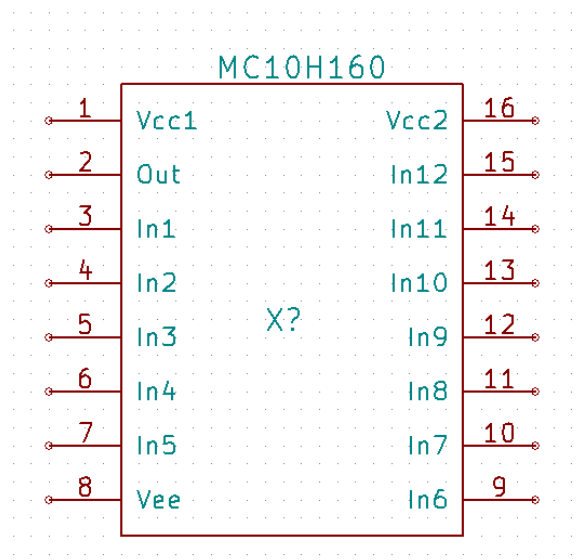 MC10H160
1 Vcc1 Vcc2 16
2 Out In12 15
3 In1 In11 14
4 In2 In10 13
X?
5 In3 In9 12
6 In4 In8 11
7 In5 In7 10
8 Vee In6 9